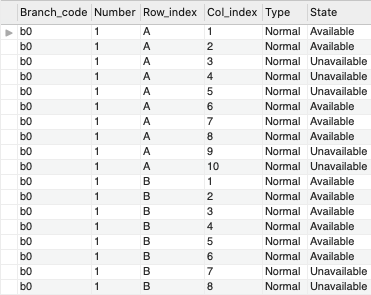 Branch_code Number Row_index Col_index Type State
b0 1 A 1 Normal Available
b0 1 A 2 Normal Available
b0 1 A 3 Normal Unavailable
b0 1 A 4 Normal Unavailable
b0 1 A 5 Normal Unavailable
b0 1 A 6 Normal Available
b0 1 A 7 Normal Available
b0 1 A 8 Normal Available
b0 1 A 9 Normal Unavailable
b0 1 A 10 Normal Unavailable
b0 1 B 1 Normal Available
b0 1 B 2 Normal Available
b0 1 B 3 Normal Available
b0 1 B 4 Normal Available
b0 1 B 5 Normal Available
b0 1 B 6 Normal Available
b0 1 B 7 Normal Unavailable
b0 1 B 8 Normal Unavailable